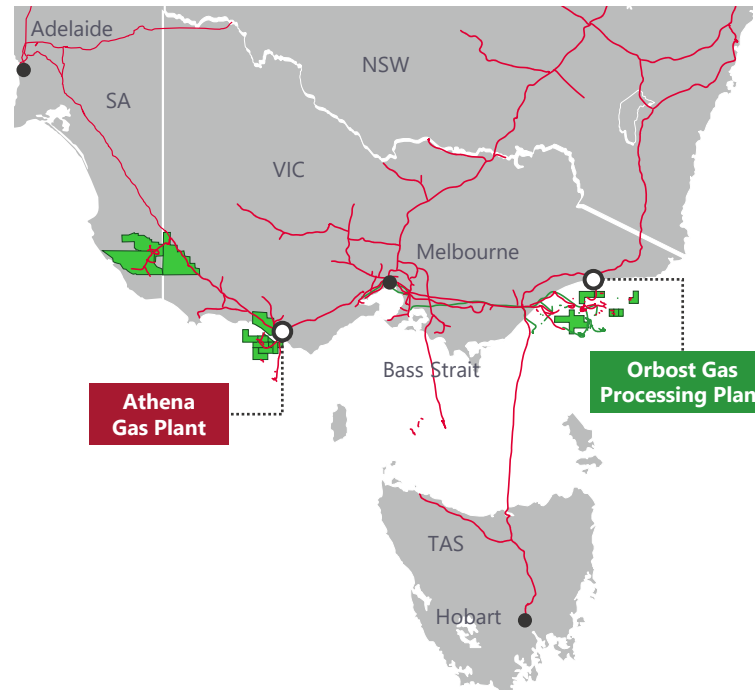 Adelaide
NSW
SA
VIC
Melbourne
Bass Strait
Orbost Gas
Processing Plan
Athena
Gas Plant
TAS
Hobart